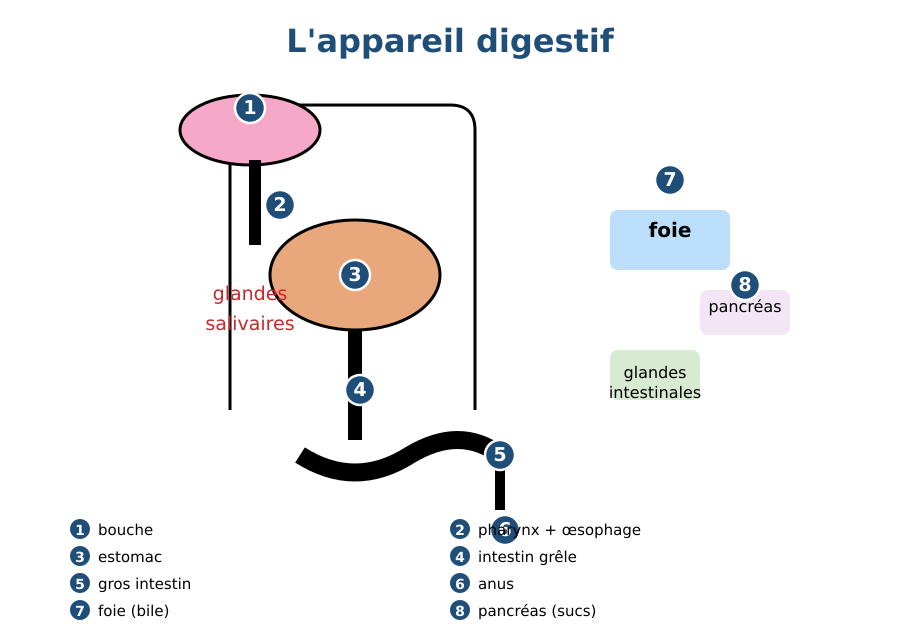 L'appareil digestif
1
2
3
glandes
salivaires
4
5
6
7
foie
8
pancréas
glandes
intestinales
1 bouche
2 pharynx + œsophage
3 estomac
4 intestin grêle
5 gros intestin
6 anus
7 foie (bile)
8 pancréas (sucs)